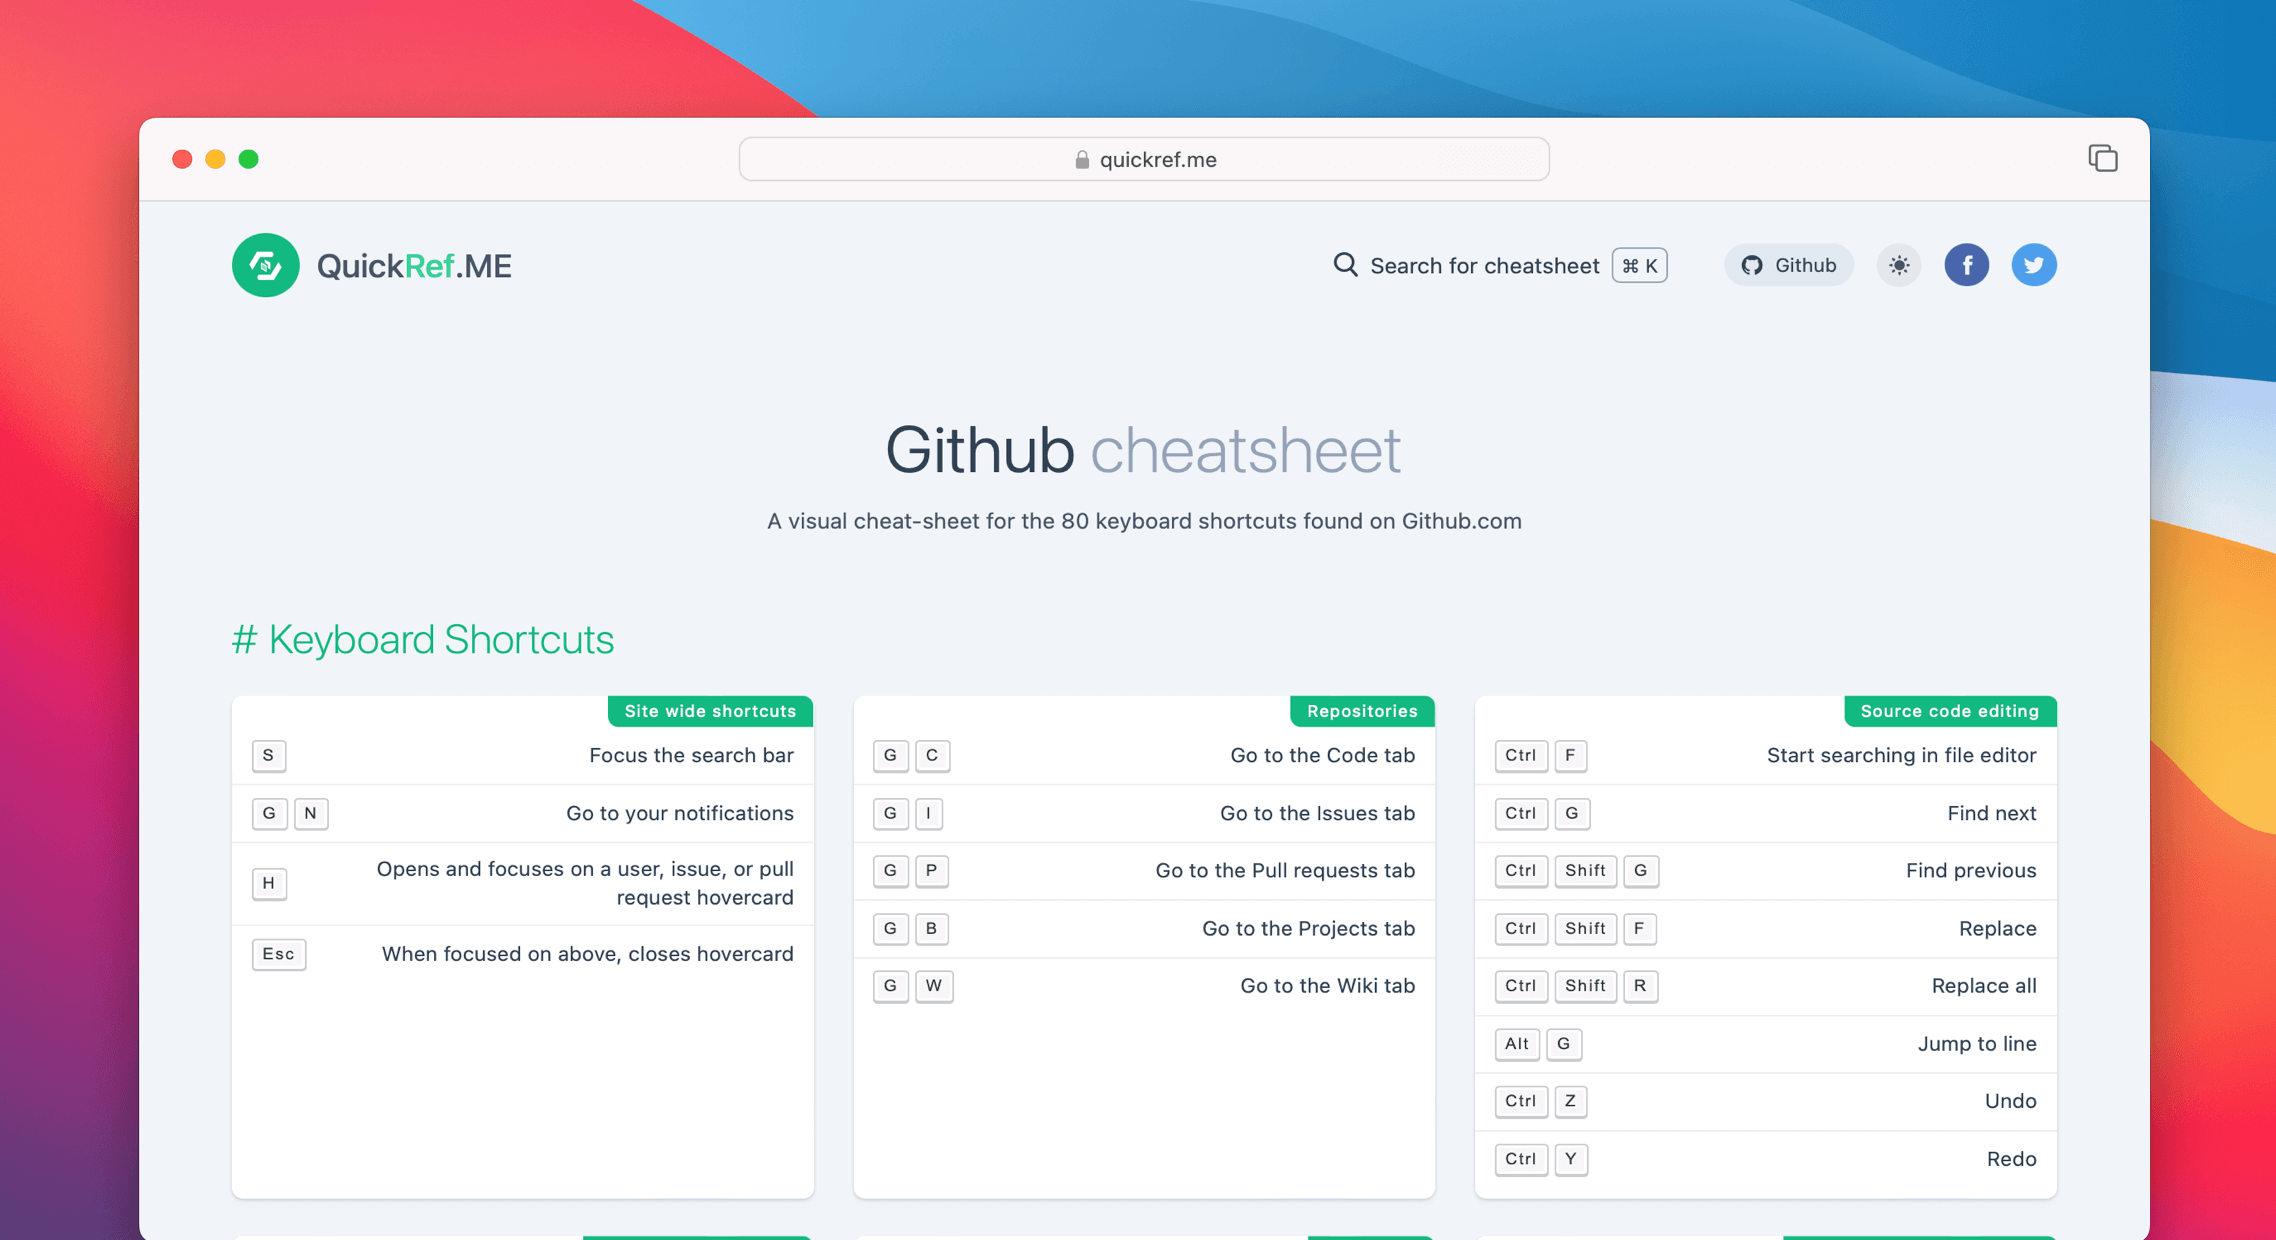 quickref.me
QuickRef.ME
Search for cheatsheet ⌘ K
Github
f
Github cheatsheet
A visual cheat-sheet for the 80 keyboard shortcuts found on Github.com
# Keyboard Shortcuts
Site wide shortcuts
S Focus the search bar
G N Go to your notifications
H Opens and focuses on a user, issue, or pull
request hovercard
Esc When focused on above, closes hovercard
Repositories
G C Go to the Code tab
G I Go to the Issues tab
G P Go to the Pull requests tab
G B Go to the Projects tab
G W Go to the Wiki tab
Source code editing
Ctrl F Start searching in file editor
Ctrl G Find next
Ctrl Shift G Find previous
Ctrl Shift F Replace
Ctrl Shift R Replace all
Alt G Jump to line
Ctrl Z Undo
Ctrl Y Redo